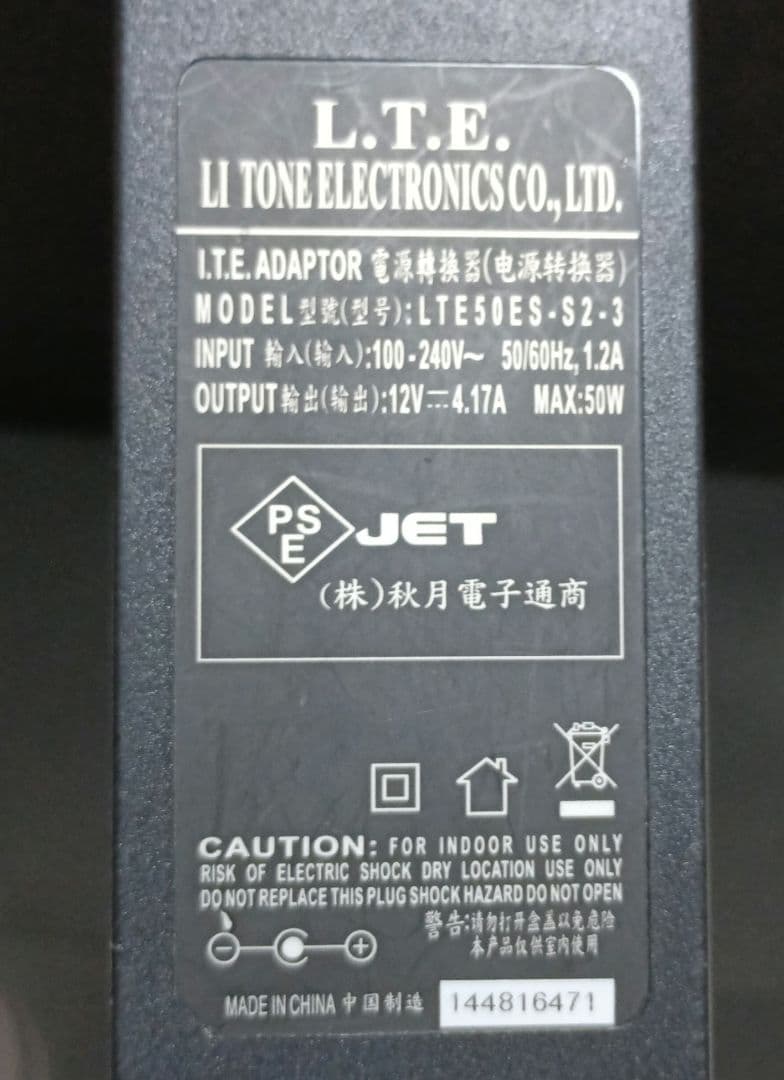 L.T.E.
LI TONE ELECTRONICS CO., LTD.
I.T.E. ADAPTOR 電源轉換器(电源转换器)
MODEL型號(型号):LTE50ES-S2-3
INPUT 輸入(输入):100-240V～ 50/60Hz, 1.2A
OUTPUT輸出(输出):12V⎓4.17A MAX:50W
PS
E
JET
(株)秋月電子通商
CAUTION: FOR INDOOR USE ONLY
RISK OF ELECTRIC SHOCK DRY LOCATION USE ONLY
DO NOT REPLACE THIS PLUG SHOCK HAZARD DO NOT OPEN
警告:请勿打开盒盖以免危险
本产品仅供室内使用
MADE IN CHINA 中国制造 144816471